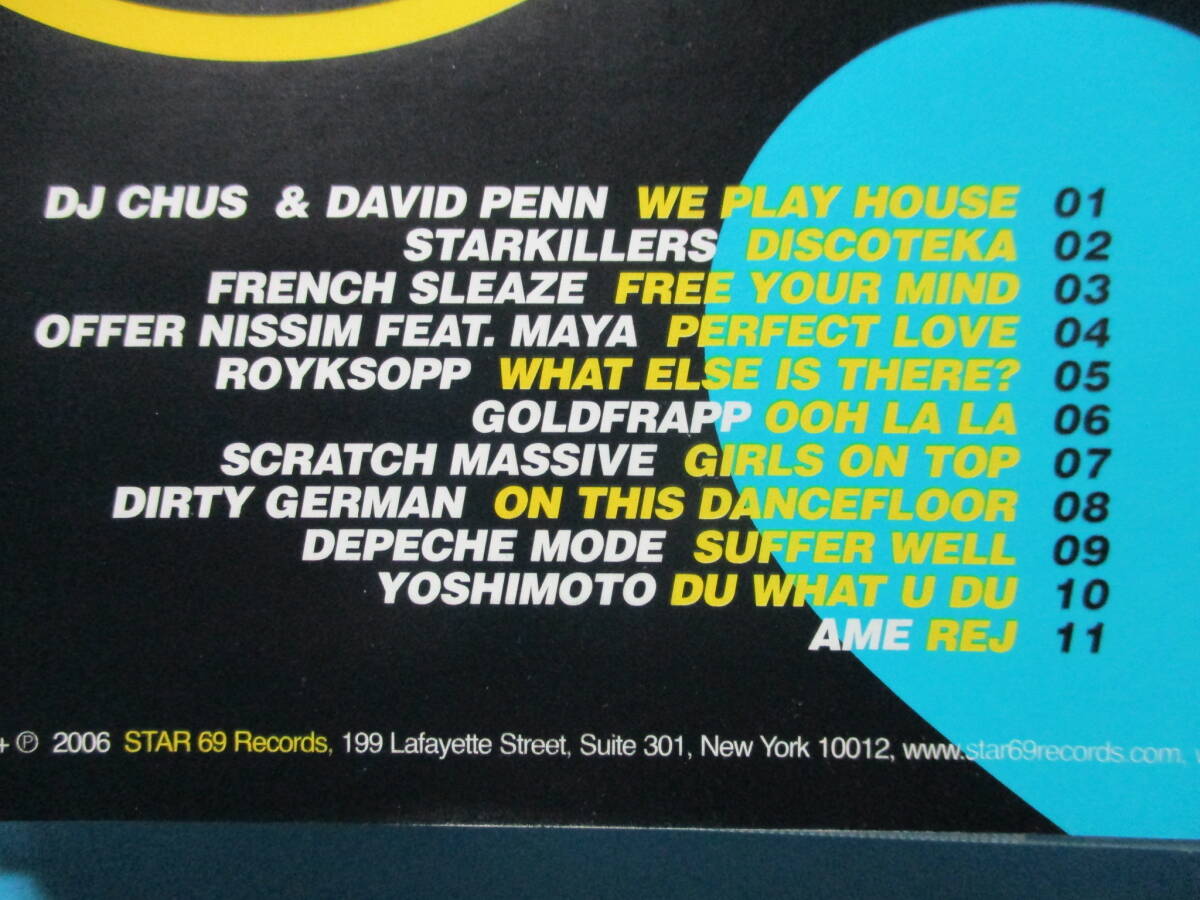 DJ CHUS & DAVID PENN WE PLAY HOUSE 01
STARKILLERS DISCOTEKA 02
FRENCH SLEAZE FREE YOUR MIND 03
OFFER NISSIM FEAT. MAYA PERFECT LOVE 04
ROYKSOPP WHAT ELSE IS THERE? 05
GOLDFRAPP OOH LA LA 06
SCRATCH MASSIVE GIRLS ON TOP 07
DIRTY GERMAN ON THIS DANCEFLOOR 08
DEPECHE MODE SUFFER WELL 09
YOSHIMOTO DU WHAT U DU 10
AME REJ 11
+ ℗ 2006 STAR 69 Records, 199 Lafayette Street, Suite 301, New York 10012, www.star69records.com,